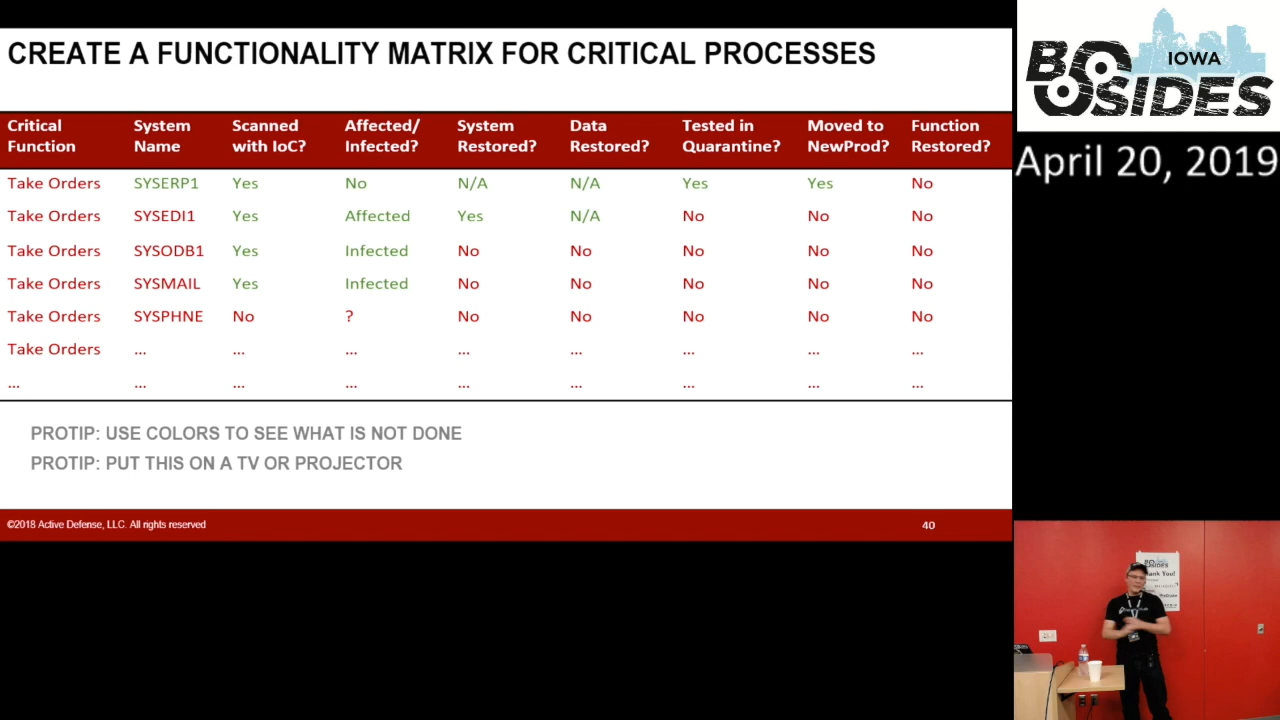 CREATE A FUNCTIONALITY MATRIX FOR CRITICAL PROCESSES
Critical Function System Name Scanned with IoC? Affected/ Infected? System Restored? Data Restored? Tested in Quarantine? Moved to NewProd? Function Restored?
Take Orders SYSERP1 Yes No N/A N/A Yes Yes No
Take Orders SYSEDI1 Yes Affected Yes N/A No No No
Take Orders SYSODB1 Yes Infected No No No No No
Take Orders SYSMAIL Yes Infected No No No No No
Take Orders SYSPHNE No ? No No No No No
Take Orders ... ... ... ... ... ... ... ...
... ... ... ... ... ... ... ... ...
PROTIP: USE COLORS TO SEE WHAT IS NOT DONE
PROTIP: PUT THIS ON A TV OR PROJECTOR
©2018 Active Defense, LLC. All rights reserved 40
BSIDES
IOWA
April 20, 2019
SIDES
ank You!